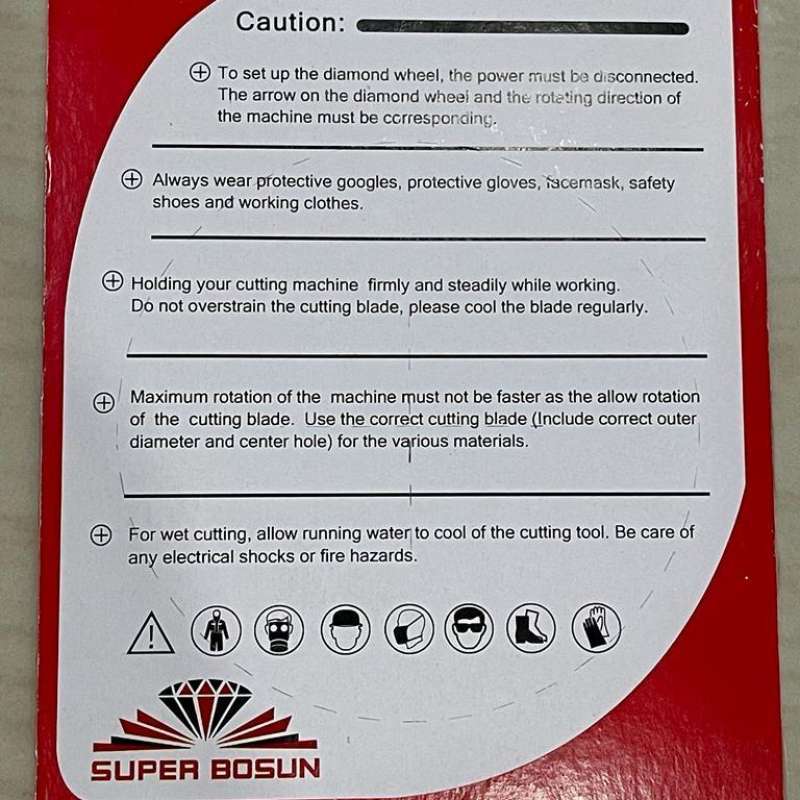 Caution:
To set up the diamond wheel, the power must be disconnected.
The arrow on the diamond wheel and the rotating direction of
the machine must be corresponding.
Always wear protective googles, protective gloves, facemask, safety
shoes and working clothes.
Holding your cutting machine firmly and steadily while working.
Do not overstrain the cutting blade, please cool the blade regularly.
Maximum rotation of the machine must not be faster as the allow rotation
of the cutting blade. Use the correct cutting blade (Include correct outer
diameter and center hole) for the various materials.
For wet cutting, allow running water to cool of the cutting tool. Be care of
any electrical shocks or fire hazards.
SUPER BOSUN